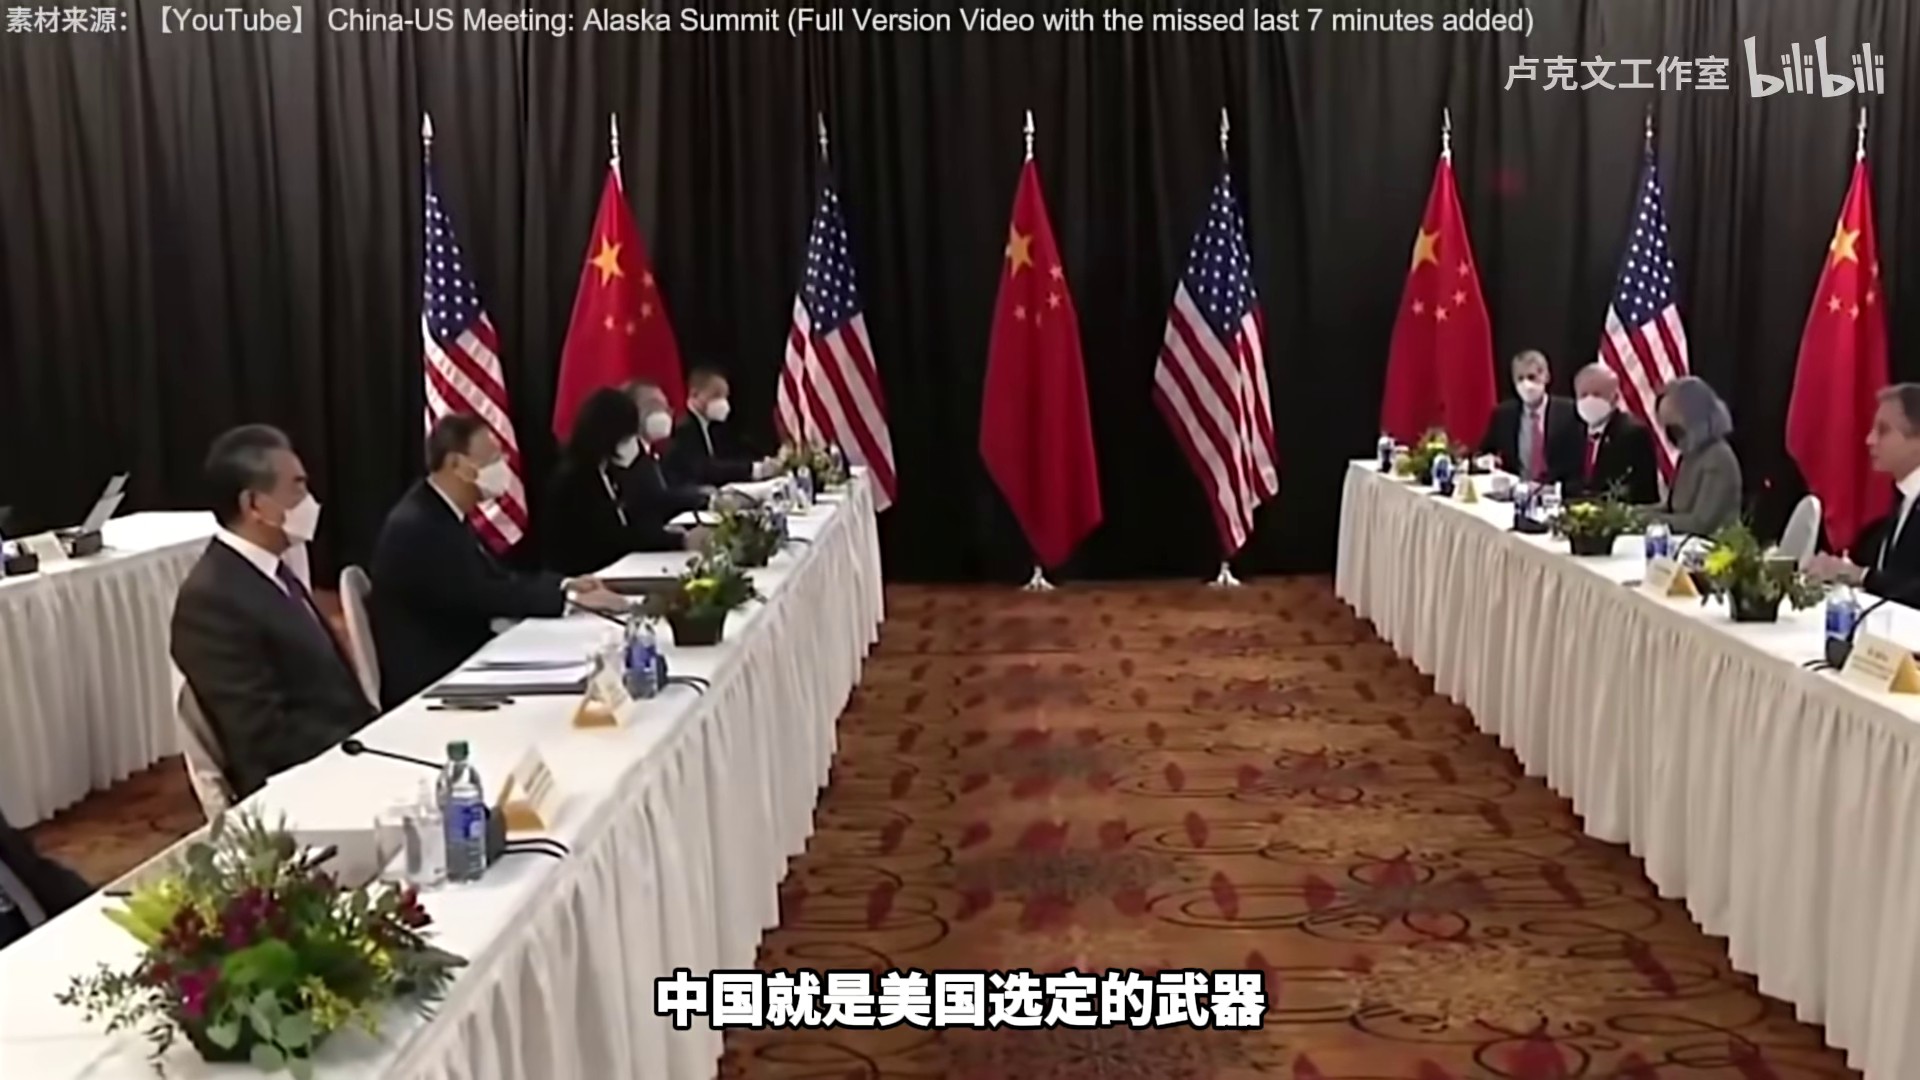 素材来源：【YouTube】 China-US Meeting: Alaska Summit (Full Version Video with the missed last 7 minutes added)
卢克文工作室 bilibili
中国就是美国选定的武器